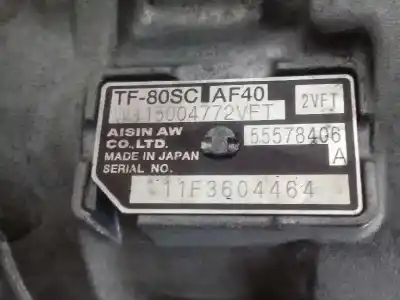 TF-80SC AF40
15004772VFT 2VFT
AISIN AW
CO.,LTD. 55578406
MADE IN JAPAN A
SERIAL NO.
11F3604464